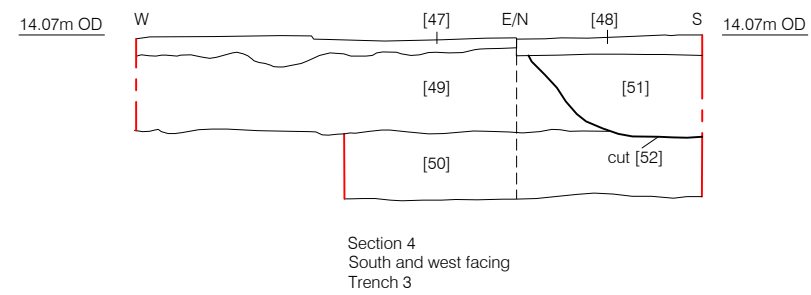 14.07m OD W [47] E/N [48] S 14.07m OD
[49] [51]
[50] cut [52]
Section 4
South and west facing
Trench 3